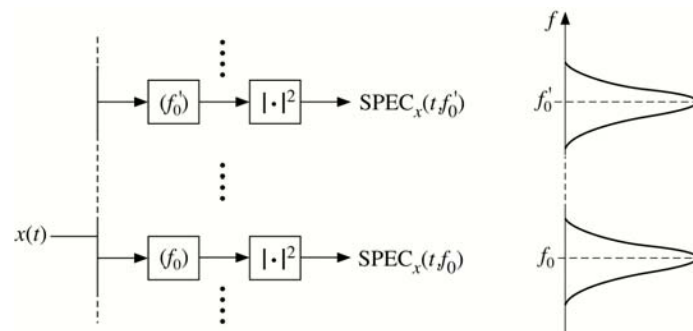 f
(f₀') |·|² SPECₓ(t,f₀') f₀'
x(t)
(f₀) |·|² SPECₓ(t,f₀) f₀